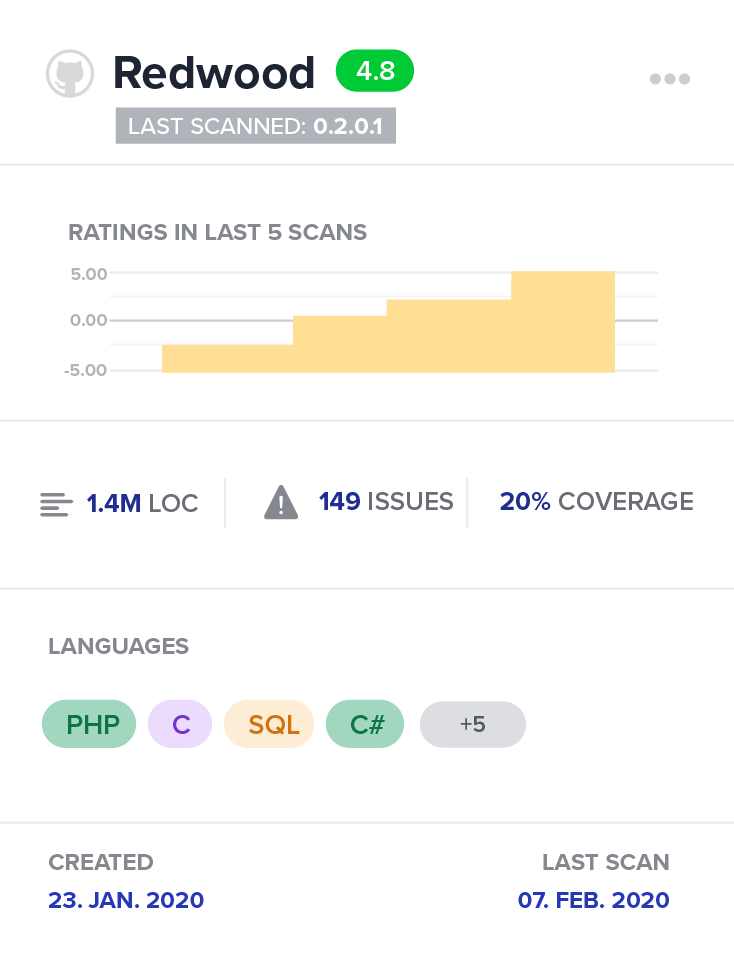 Redwood 4.8
LAST SCANNED: 0.2.0.1
RATINGS IN LAST 5 SCANS
5.00
0.00
-5.00
1.4M LOC 149 ISSUES 20% COVERAGE
LANGUAGES
PHP C SQL C# +5
CREATED LAST SCAN
23. JAN. 2020 07. FEB. 2020